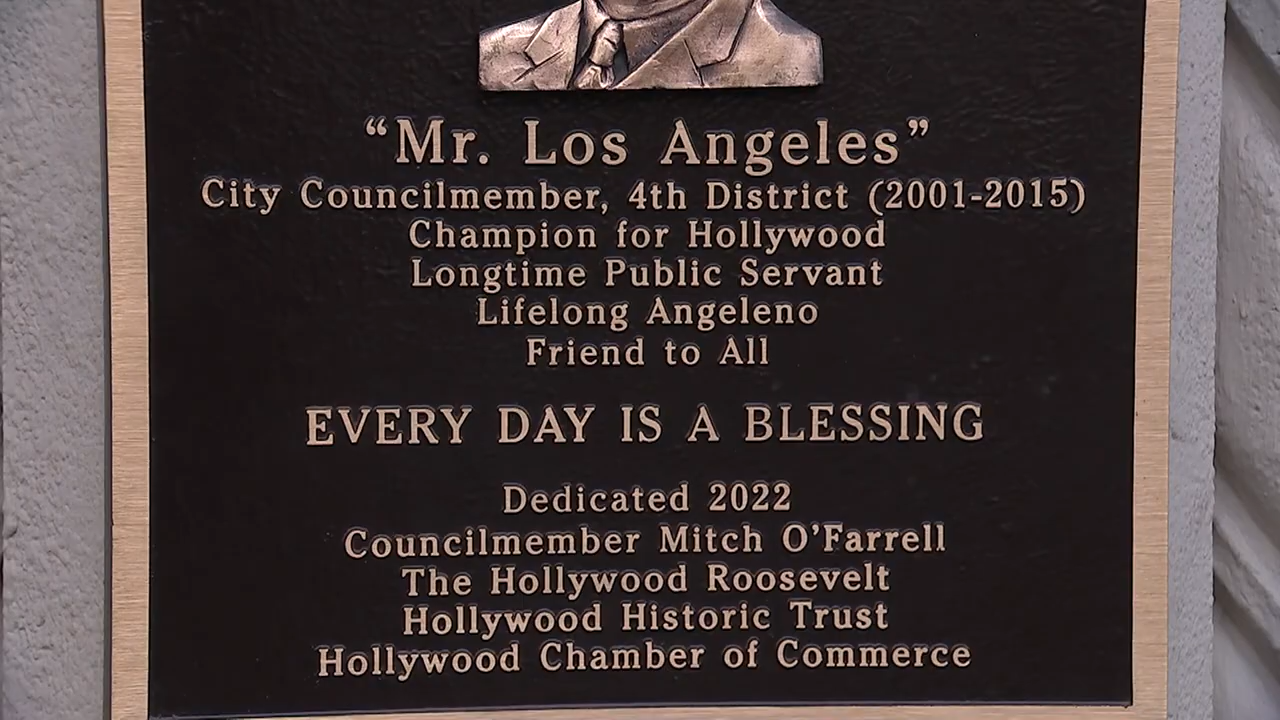 “Mr. Los Angeles”
City Councilmember, 4th District (2001-2015)
Champion for Hollywood
Longtime Public Servant
Lifelong Angeleno
Friend to All
EVERY DAY IS A BLESSING
Dedicated 2022
Councilmember Mitch O’Farrell
The Hollywood Roosevelt
Hollywood Historic Trust
Hollywood Chamber of Commerce